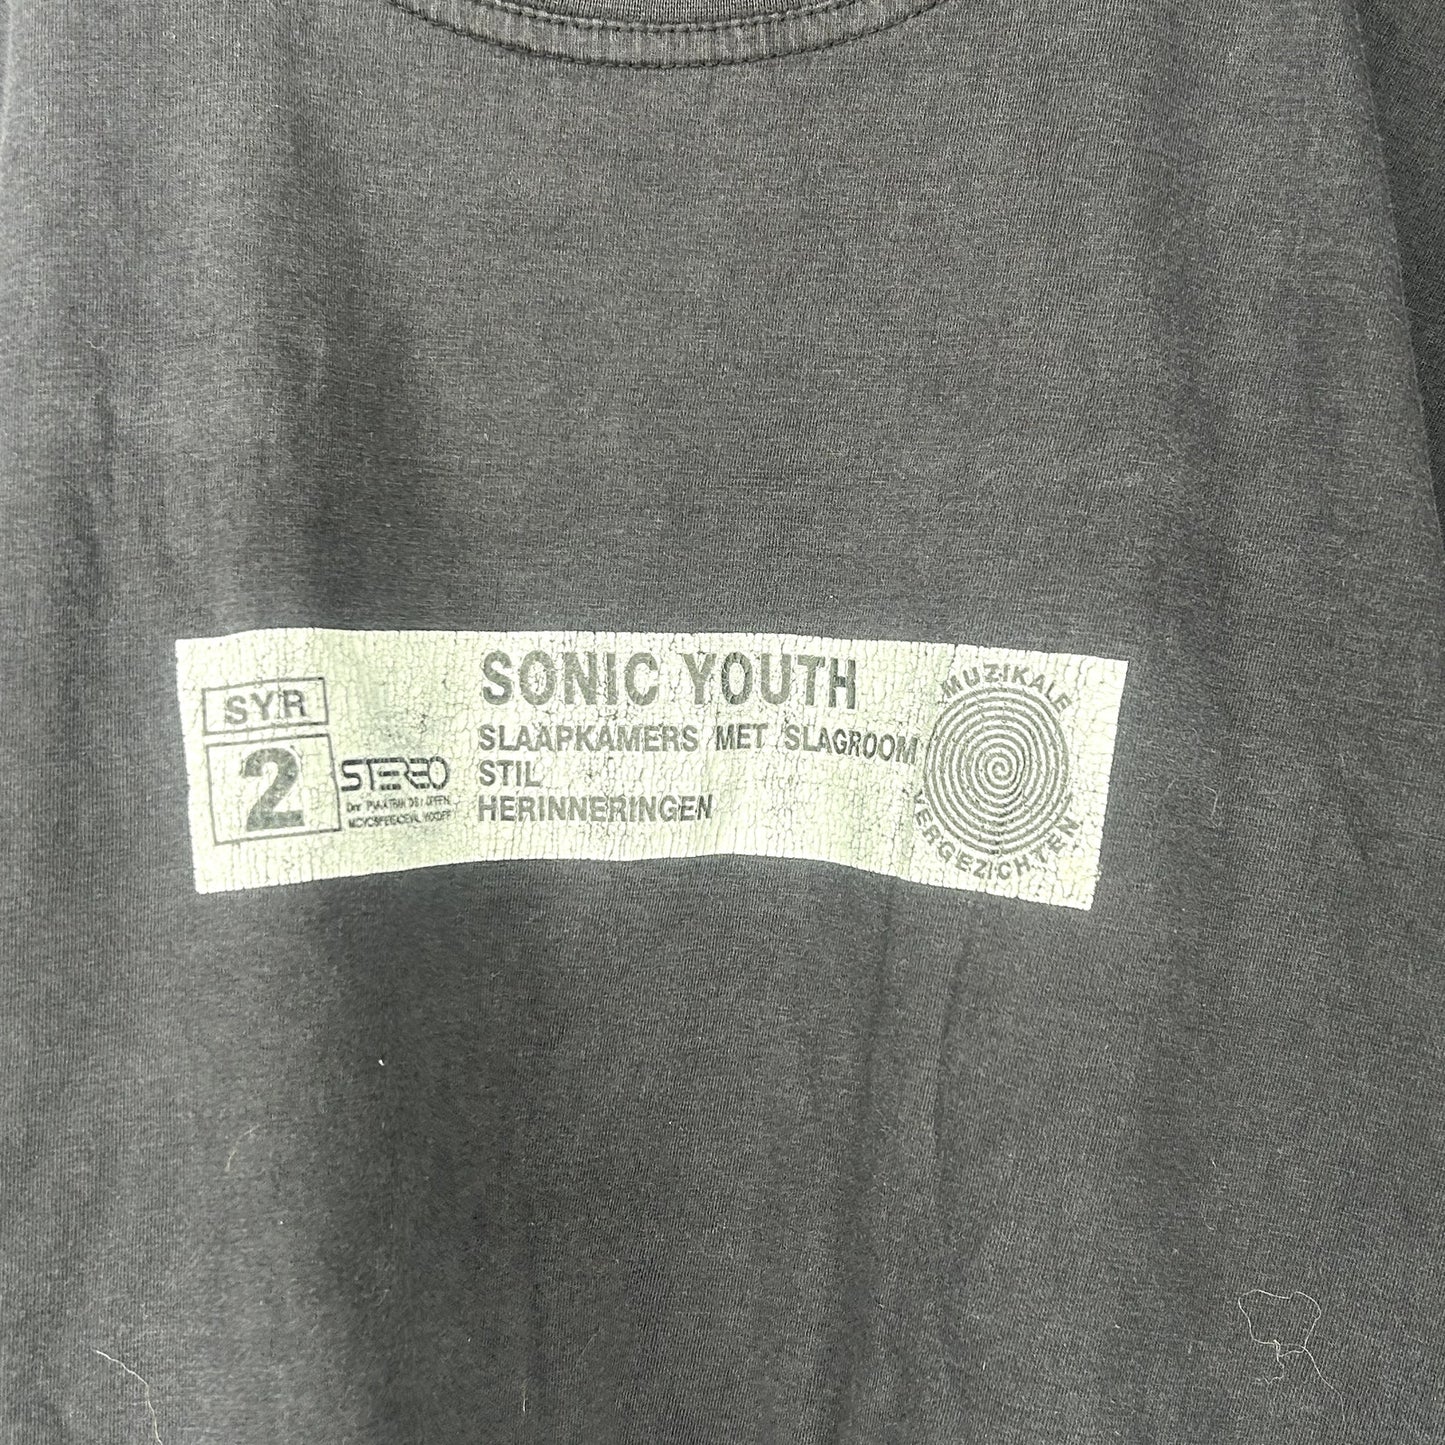 SYR
2
STEREO
SONIC YOUTH
SLAAPKAMERS MET SLAGROOM
STIL
HERINNERINGEN
MUZIKALE
VERGEZICHTEN